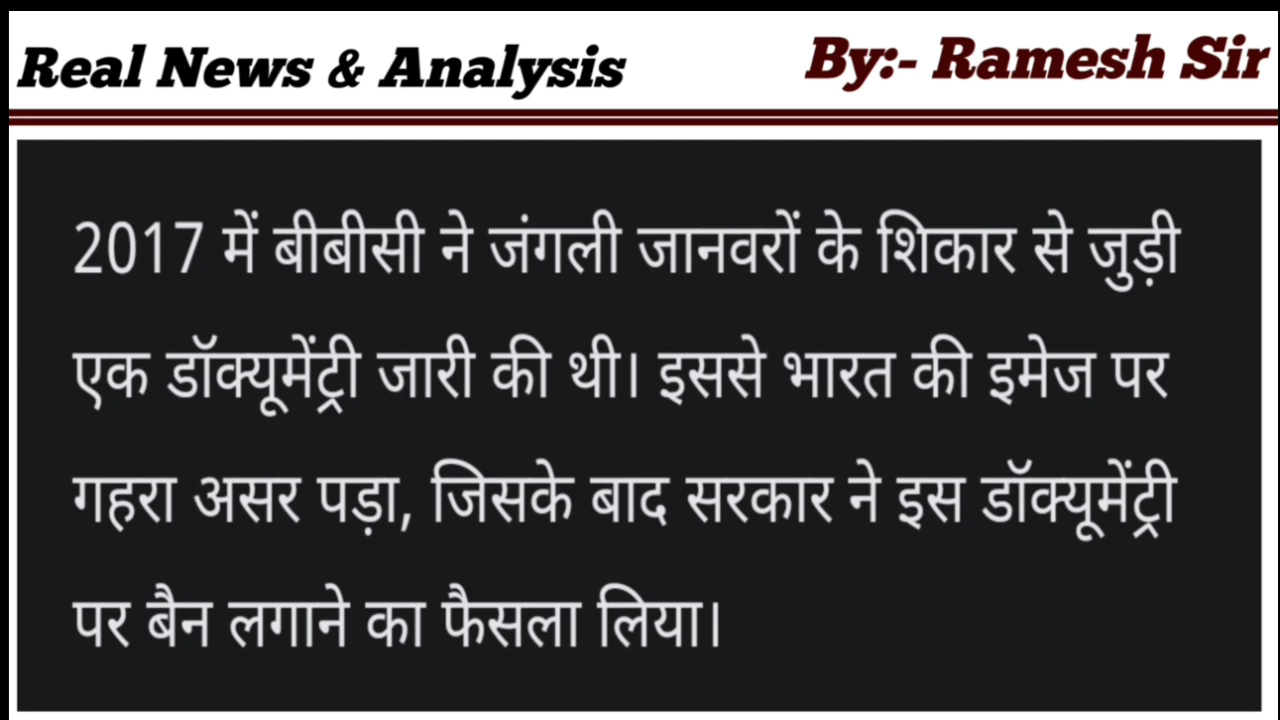 Real News & Analysis
By:- Ramesh Sir
2017 में बीबीसी ने जंगली जानवरों के शिकार से जुड़ी
एक डॉक्यूमेंट्री जारी की थी। इससे भारत की इमेज पर
गहरा असर पड़ा, जिसके बाद सरकार ने इस डॉक्यूमेंट्री
पर बैन लगाने का फैसला लिया।